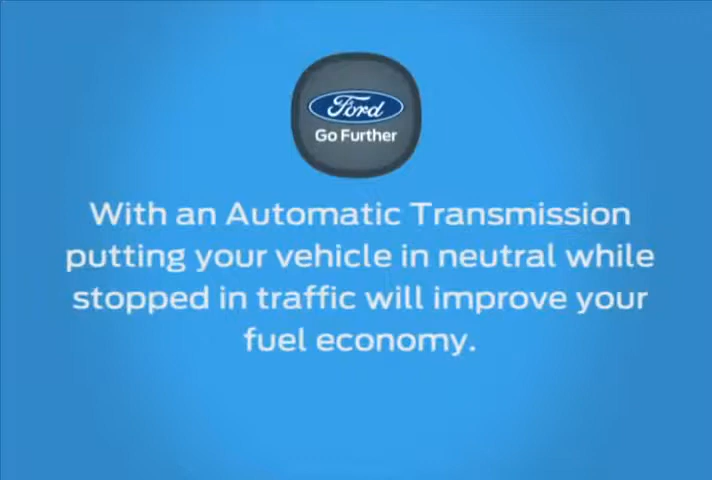 Ford
Go Further
With an Automatic Transmission
putting your vehicle in neutral while
stopped in traffic will improve your
fuel economy.